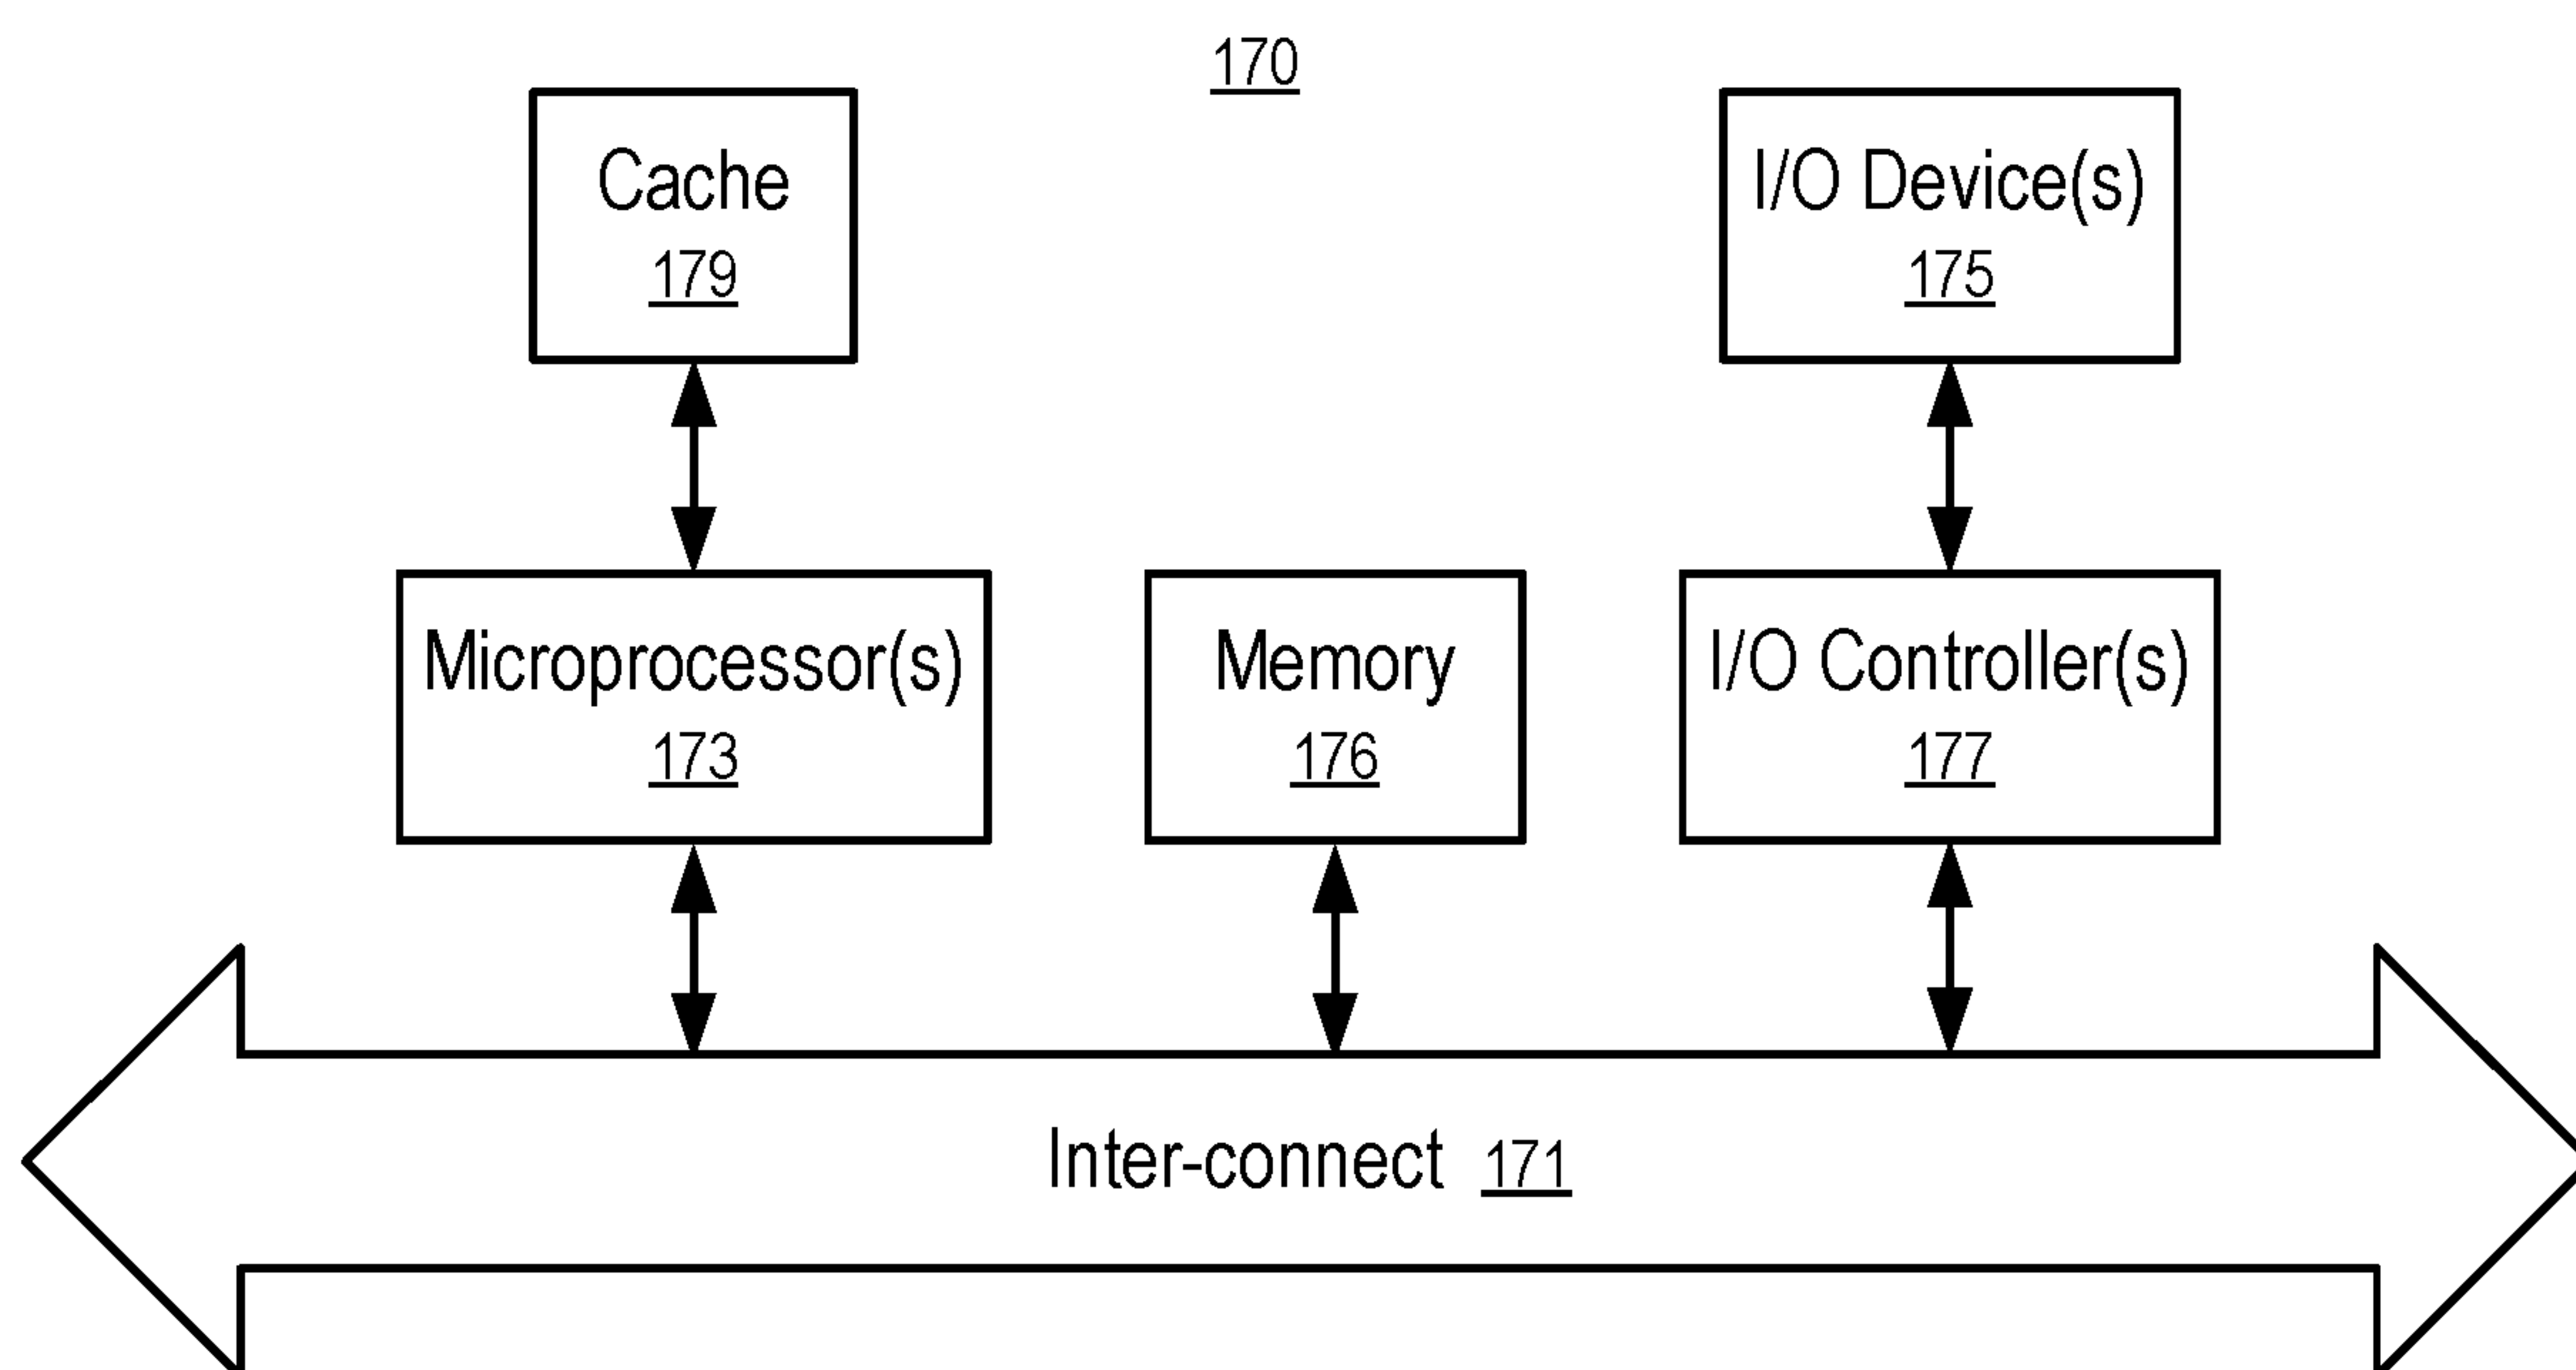 170
Cache
179
I/O Device(s)
175
Microprocessor(s)
173
Memory
176
I/O Controller(s)
177
Inter-connect 171